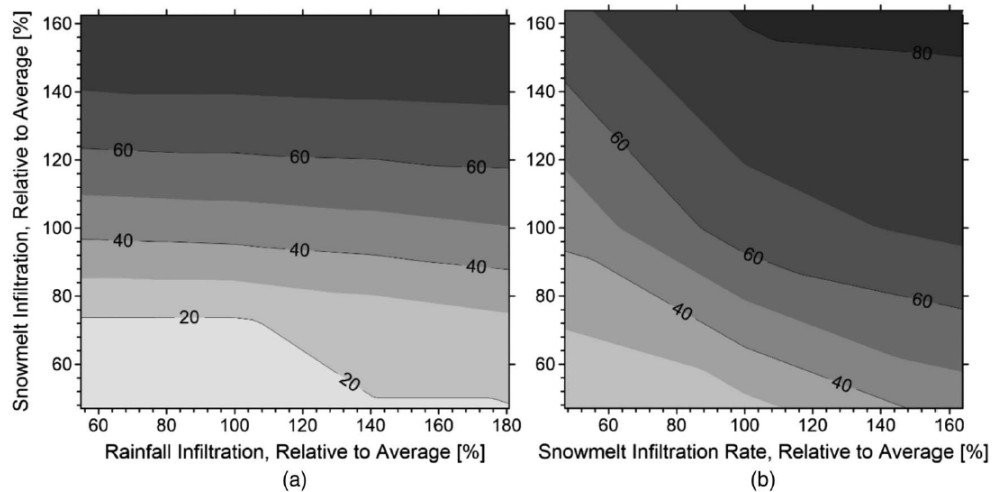 Snowmelt Infiltration, Relative to Average [%]
160
140
120
100
80
60
60 60 60
40 40 40
20
20
60 80 100 120 140 160 180
Rainfall Infiltration, Relative to Average [%]
(a)
160
140
120
100
80
60
80
60
60
60
40
40
60 80 100 120 140 160
Snowmelt Infiltration Rate, Relative to Average [%]
(b)